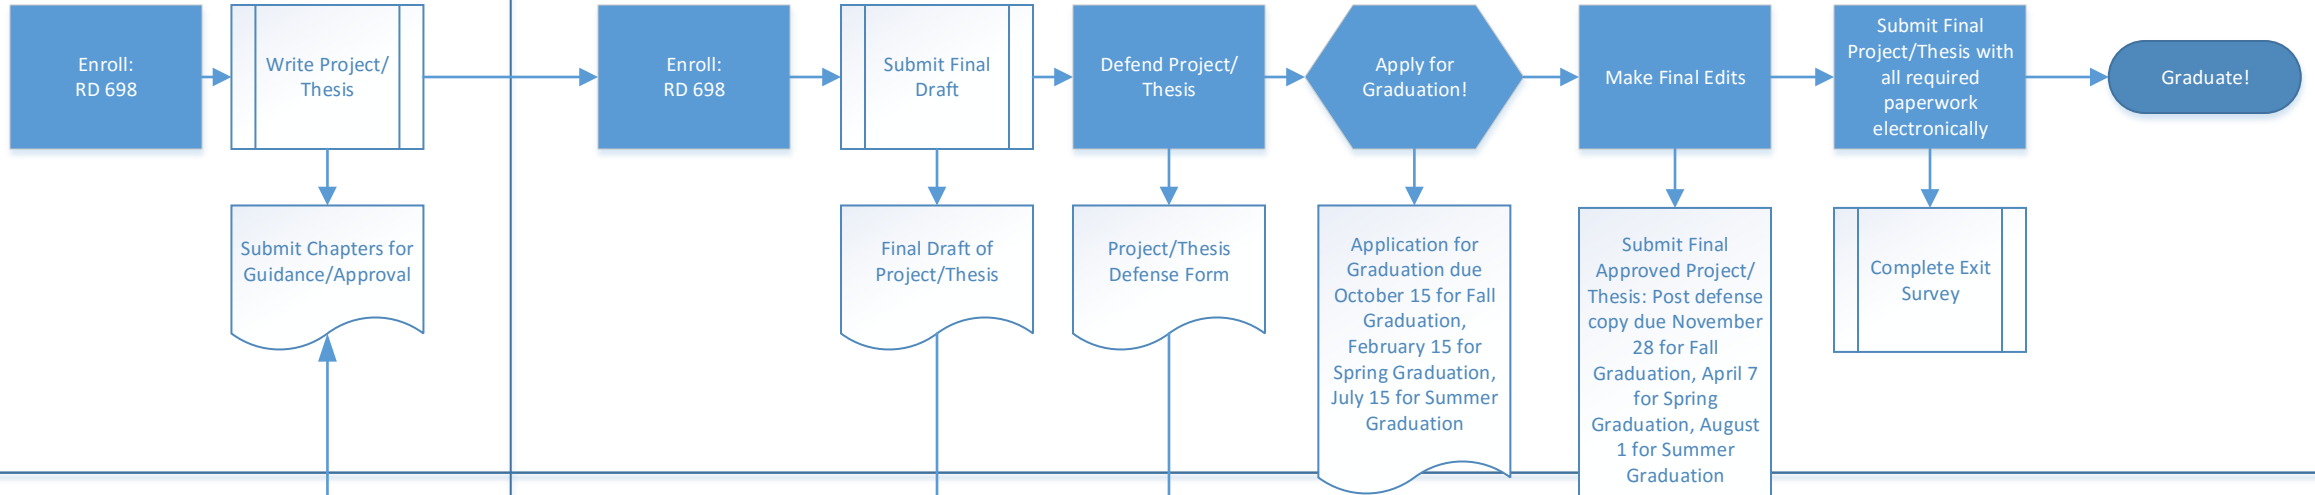 Enroll:
RD 698
Write Project/
Thesis
Enroll:
RD 698
Submit Final
Draft
Defend Project/
Thesis
Apply for
Graduation!
Make Final Edits
Submit Final
Project/Thesis with
all required
paperwork
electronically
Graduate!
Submit Chapters for
Guidance/Approval
Final Draft of
Project/Thesis
Project/Thesis
Defense Form
Application for
Graduation due
October 15 for Fall
Graduation,
February 15 for
Spring Graduation,
July 15 for Summer
Graduation
Submit Final
Approved Project/
Thesis: Post defense
copy due November
28 for Fall
Graduation, April 7
for Spring
Graduation, August
1 for Summer
Graduation
Complete Exit
Survey